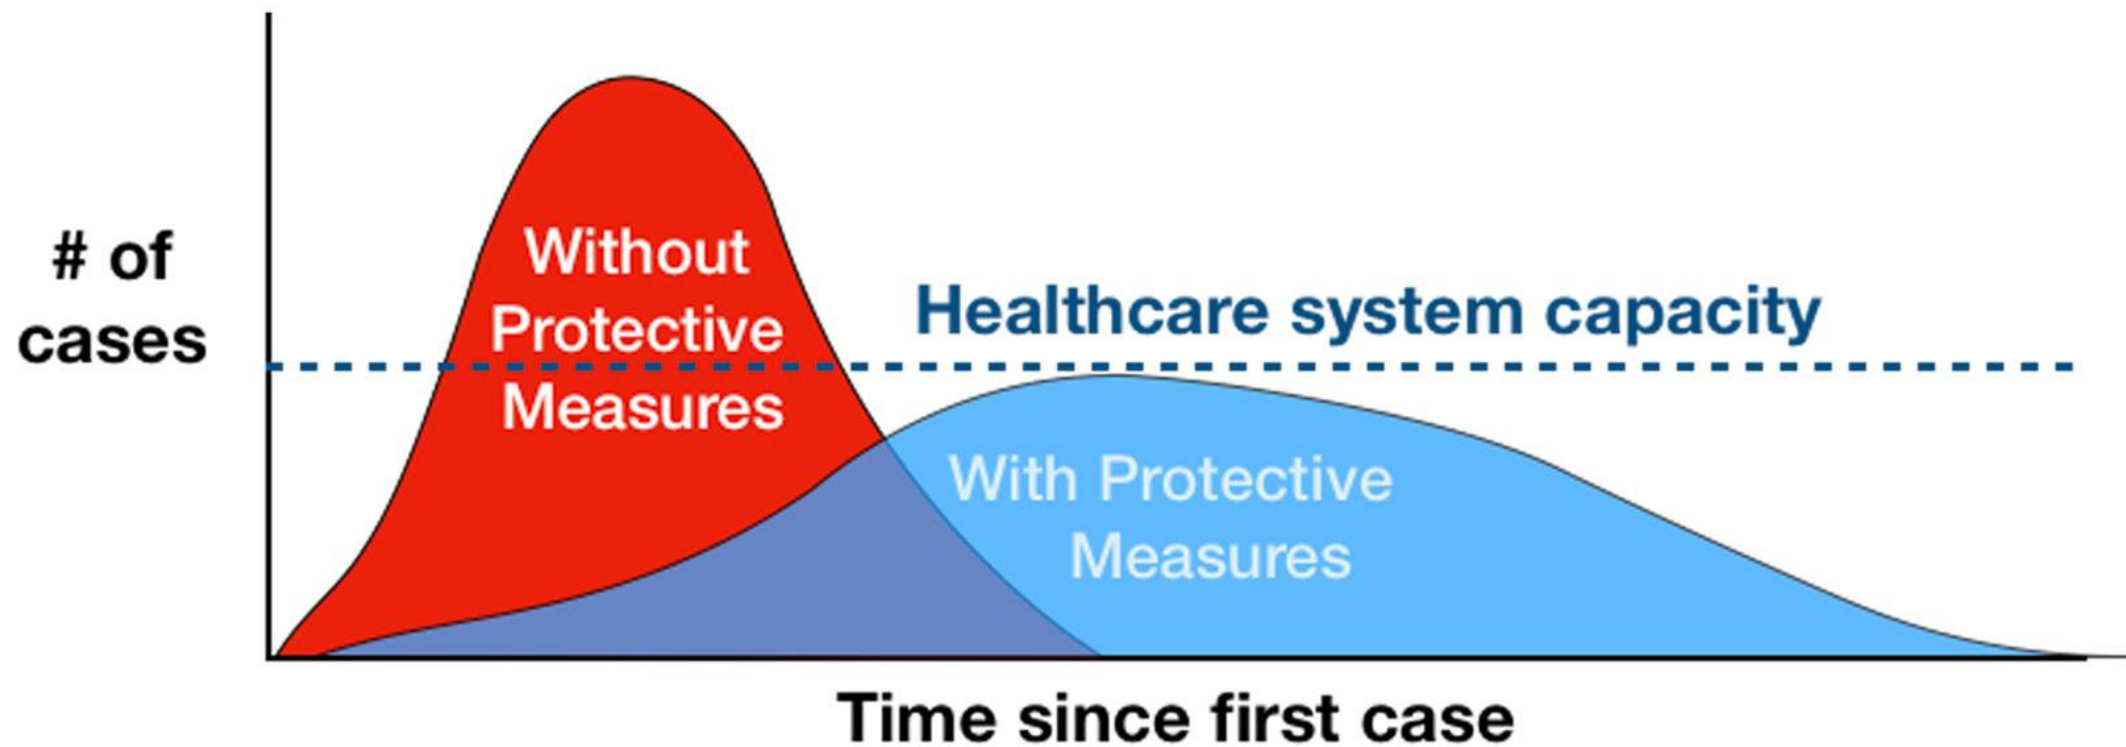 # of
cases
Without
Protective
Measures
Healthcare system capacity
With Protective
Measures
Time since first case